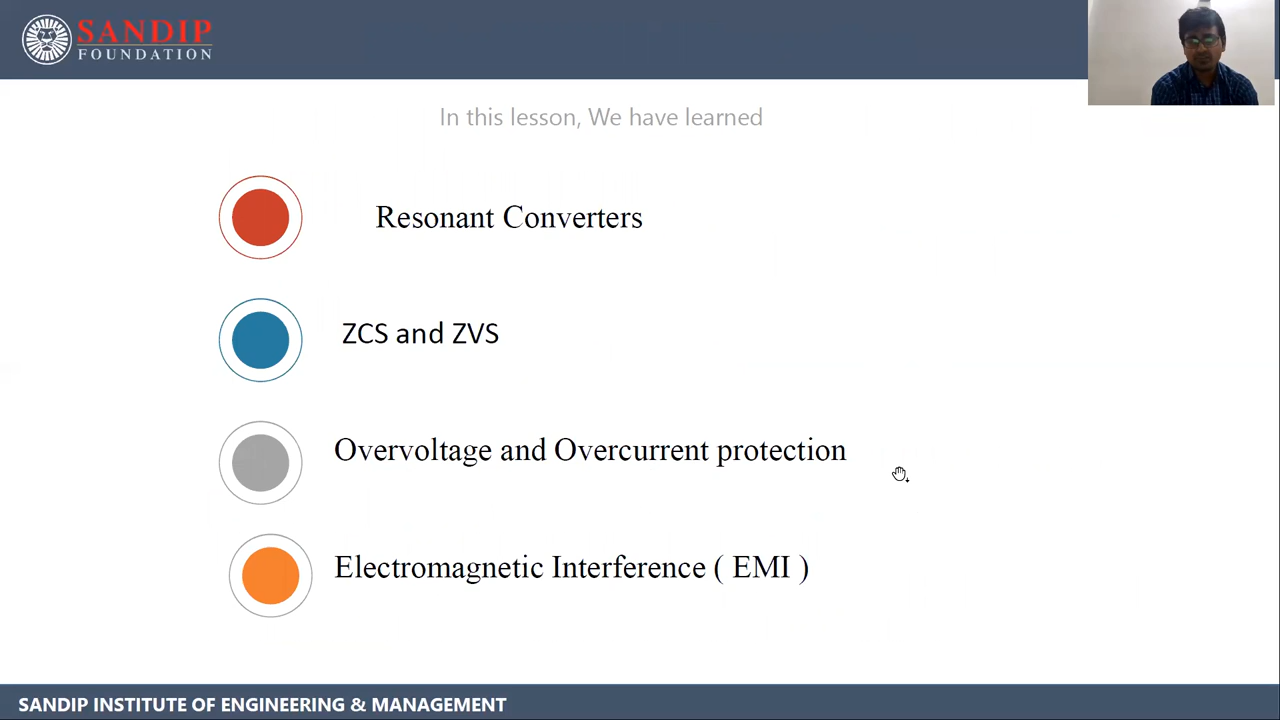 SANDIP
FOUNDATION
In this lesson, We have learned
Resonant Converters
ZCS and ZVS
Overvoltage and Overcurrent protection
Electromagnetic Interference ( EMI )
SANDIP INSTITUTE OF ENGINEERING & MANAGEMENT